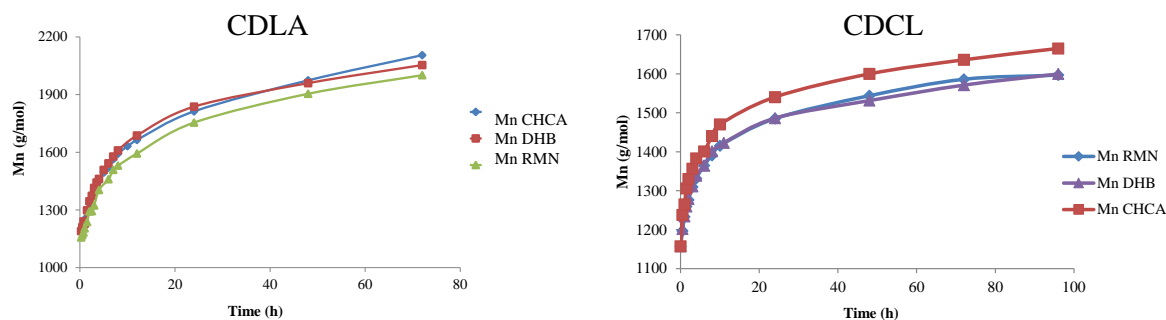 CDLA
Mn (g/mol)
2200
1900
1600
1300
1000
0
20
40
60
80
Time (h)
Mn CHCA
Mn DHB
Mn RMN
CDCL
Mn (g/mol)
1700
1600
1500
1400
1300
1200
1100
0
20
40
60
80
100
Time (h)
Mn RMN
Mn DHB
Mn CHCA